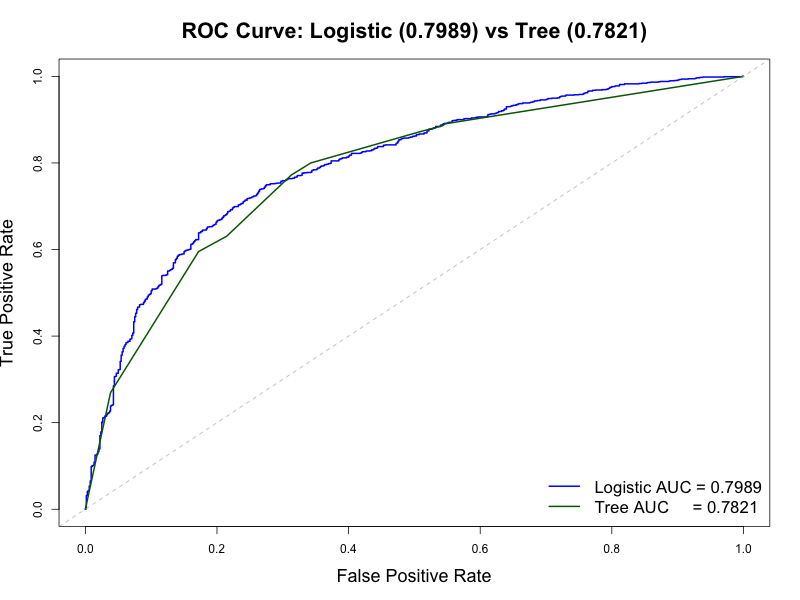 ROC Curve: Logistic (0.7989) vs Tree (0.7821)
True Positive Rate
1.0
0.8
0.6
0.4
0.2
0.0
Logistic AUC = 0.7989
Tree AUC = 0.7821
0.0 0.2 0.4 0.6 0.8 1.0
False Positive Rate